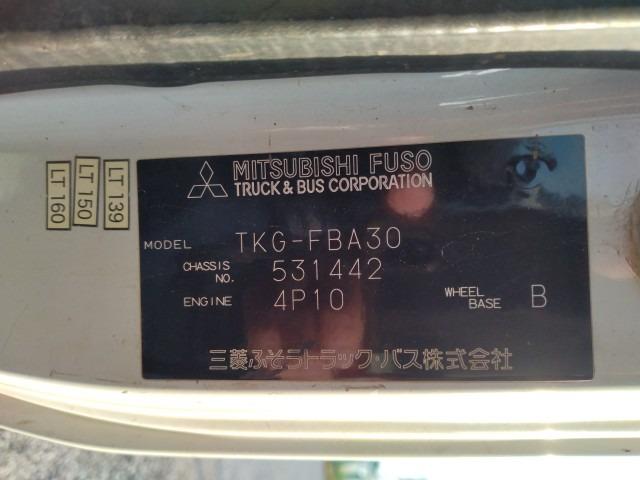 MITSUBISHI FUSO
TRUCK & BUS CORPORATION
MODEL TKG-FBA30
CHASSIS NO. 531442
ENGINE 4P10 WHEEL BASE B
三菱ふそうトラック・バス株式会社
LT 160
LT 150
LT 139